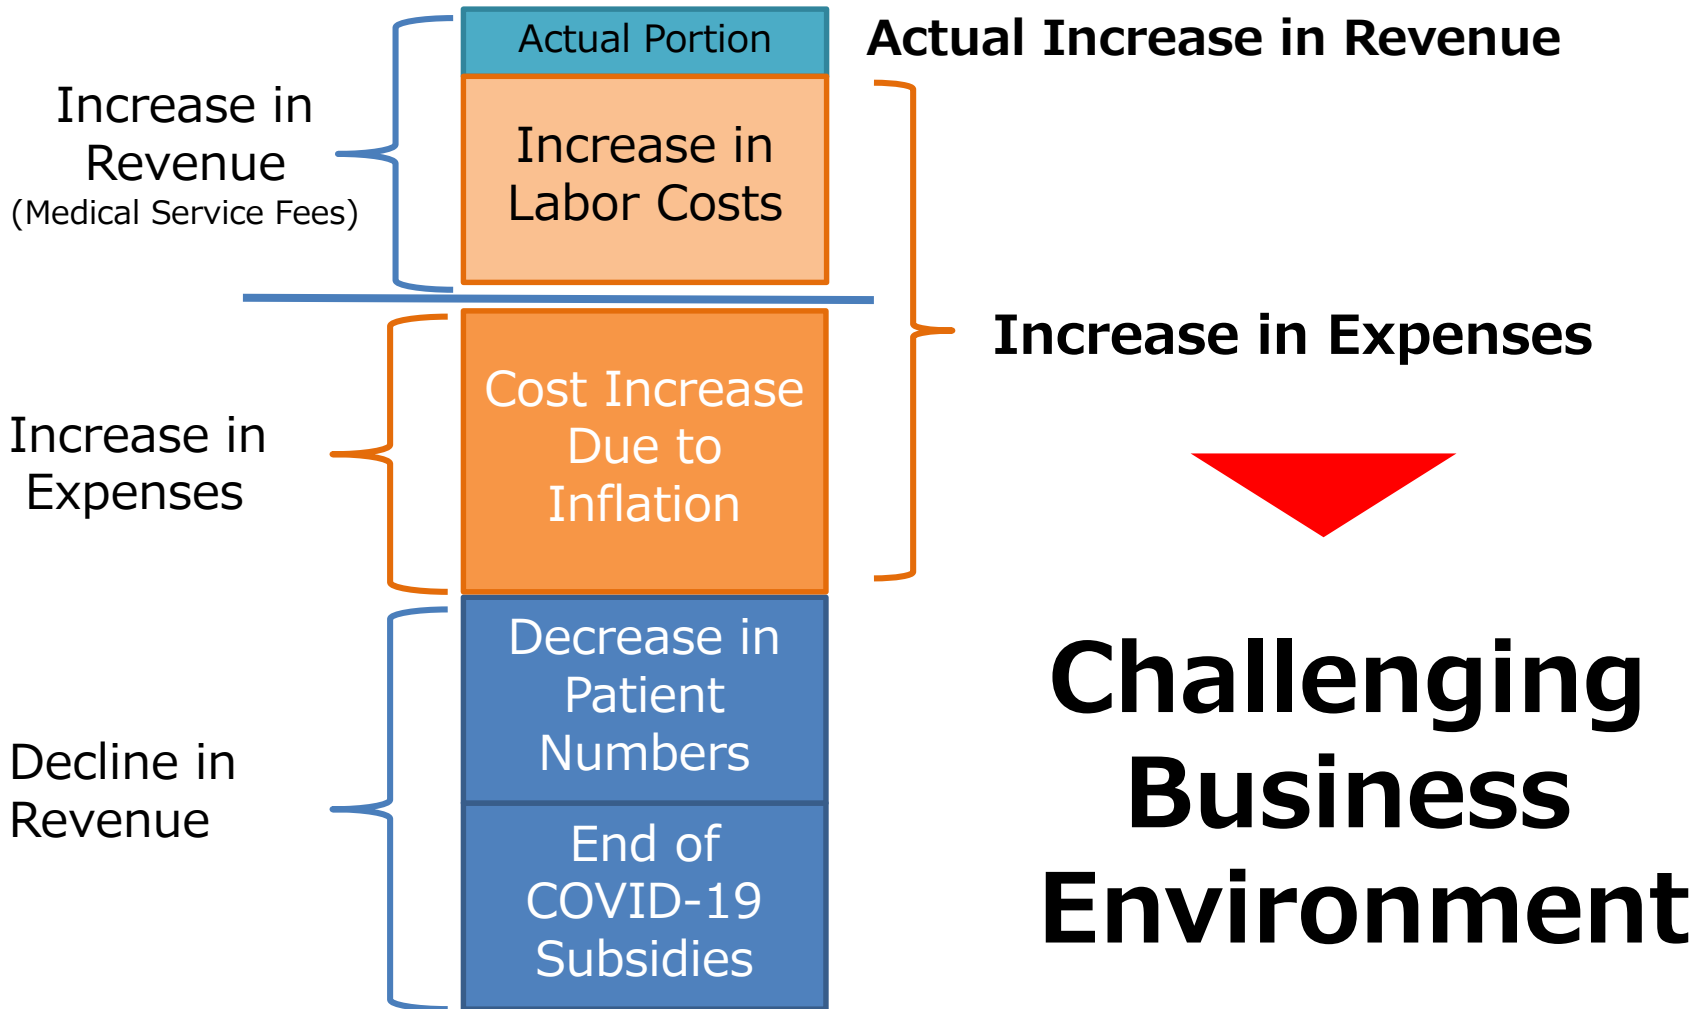 Actual Portion
Actual Increase in Revenue
Increase in
Revenue
(Medical Service Fees)
Increase in
Labor Costs
Increase in Expenses
Increase in
Expenses
Cost Increase
Due to
Inflation
Decline in
Revenue
Decrease in
Patient
Numbers
End of
COVID-19
Subsidies
Challenging
Business
Environment